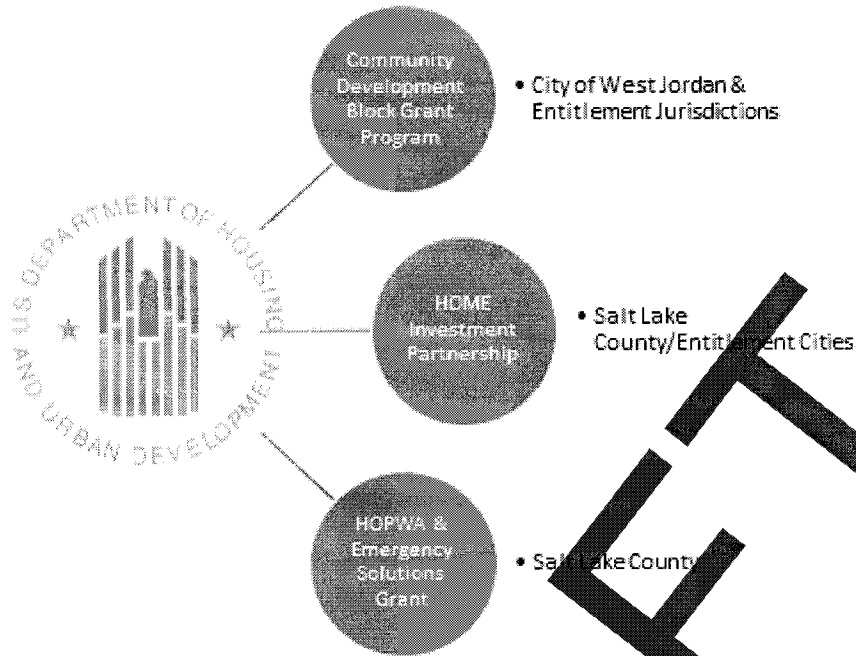 Community
Development
Block Grant
Program
• City of West Jordan &
Entitlement Jurisdictions
US DEPARTMENT OF HOUSING
AND URBAN DEVELOPMENT
HOME
Investment
Partnership
• Salt Lake
County/Entitlement Cities
HOPWA &
Emergency
Solutions
Grant
• Salt Lake County